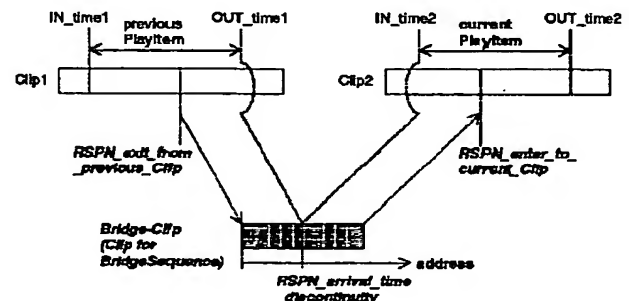 IN_time1
previous
PlayItem
OUT_time1
IN_time2
current
PlayItem
OUT_time2
Clip1
Clip2
RSPN_exit_from
_previous_Clip
RSPN_enter_to_
current_Clip
Bridge-Clip
(Clip for
BridgeSequence)
address
RSPN_arrival_time
discontinuity